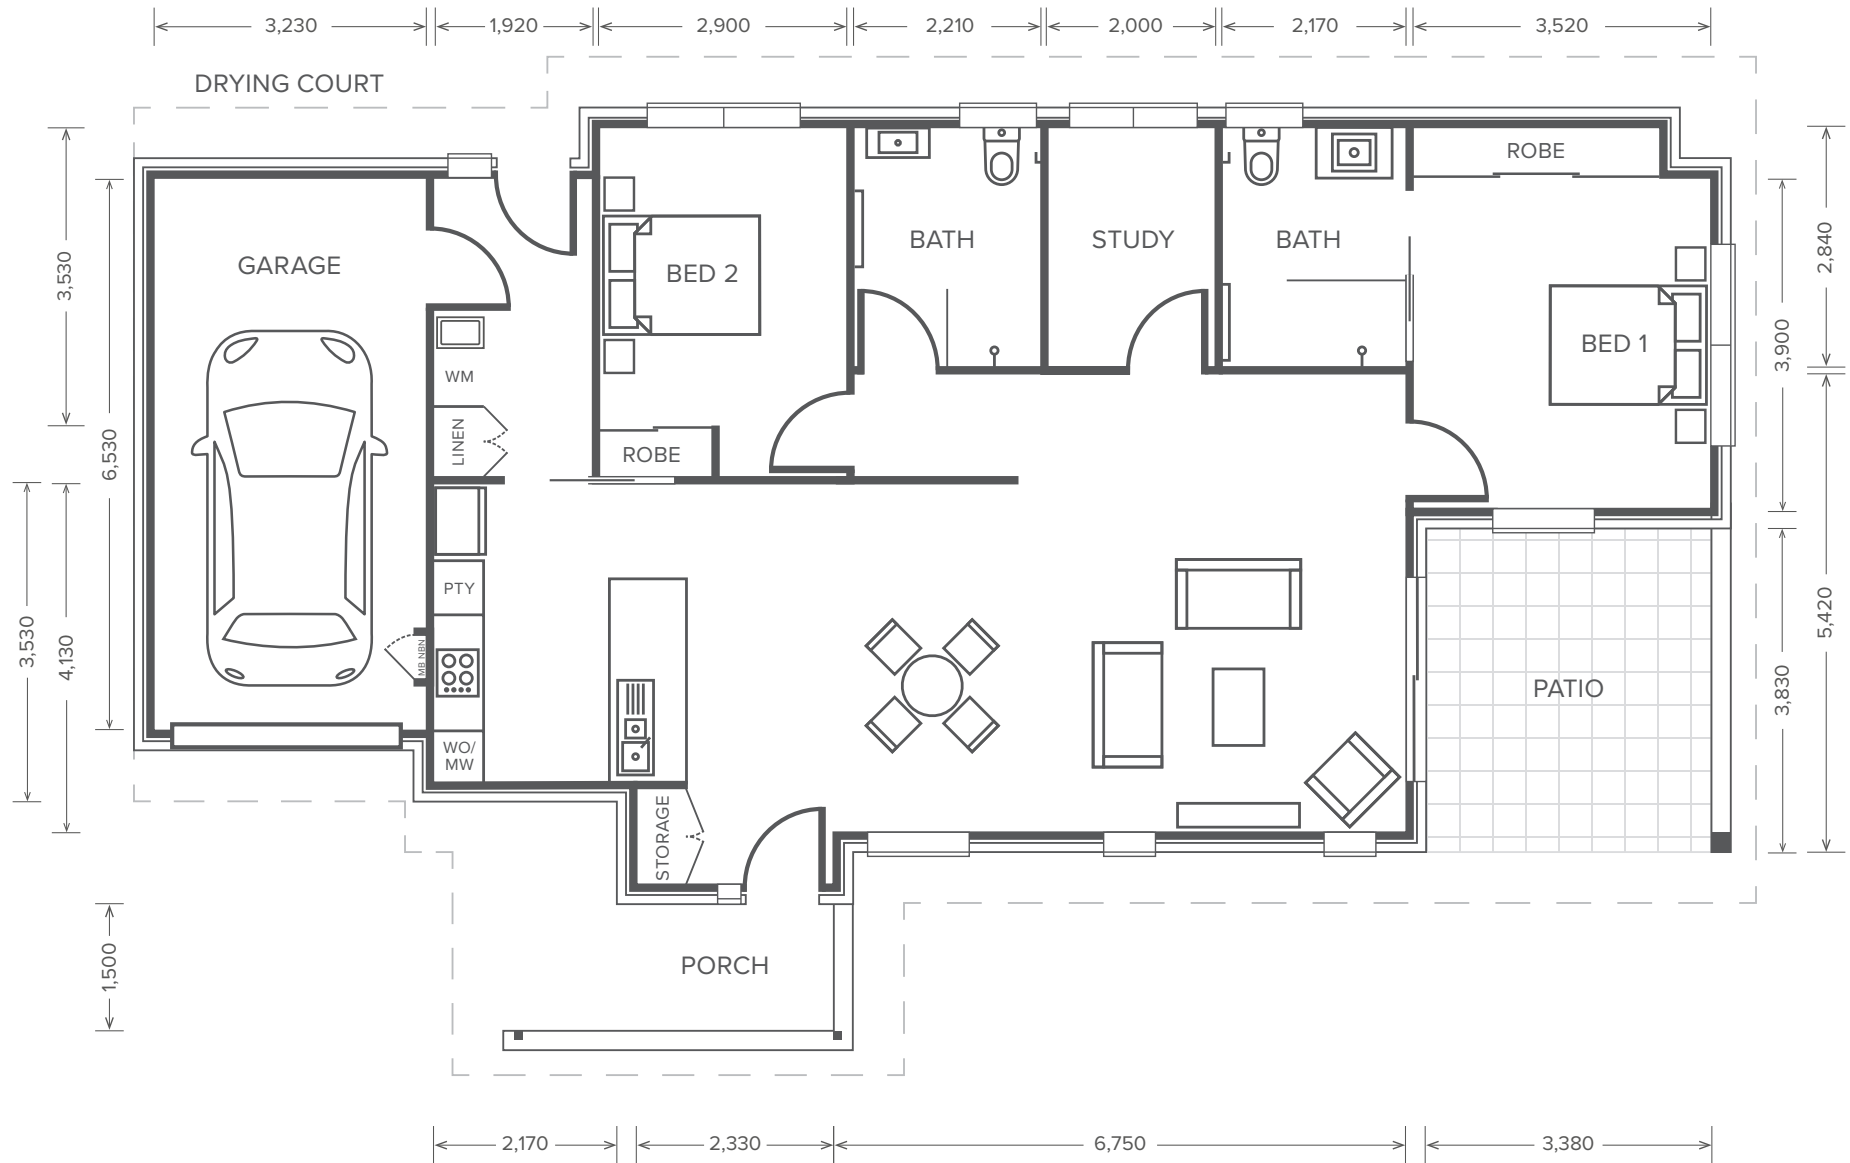 3,230
1,920
2,900
2,210
2,000
2,170
3,520
DRYING COURT
ROBE
3,530
2,840
GARAGE
BATH
STUDY
BATH
BED 2
BED 1
3,900
WM
6,530
LINEN
ROBE
3,530
4,130
PTY
MB NBN
5,420
PATIO
3,830
WO/
MW
STORAGE
1,500
PORCH
2,170
2,330
6,750
3,380